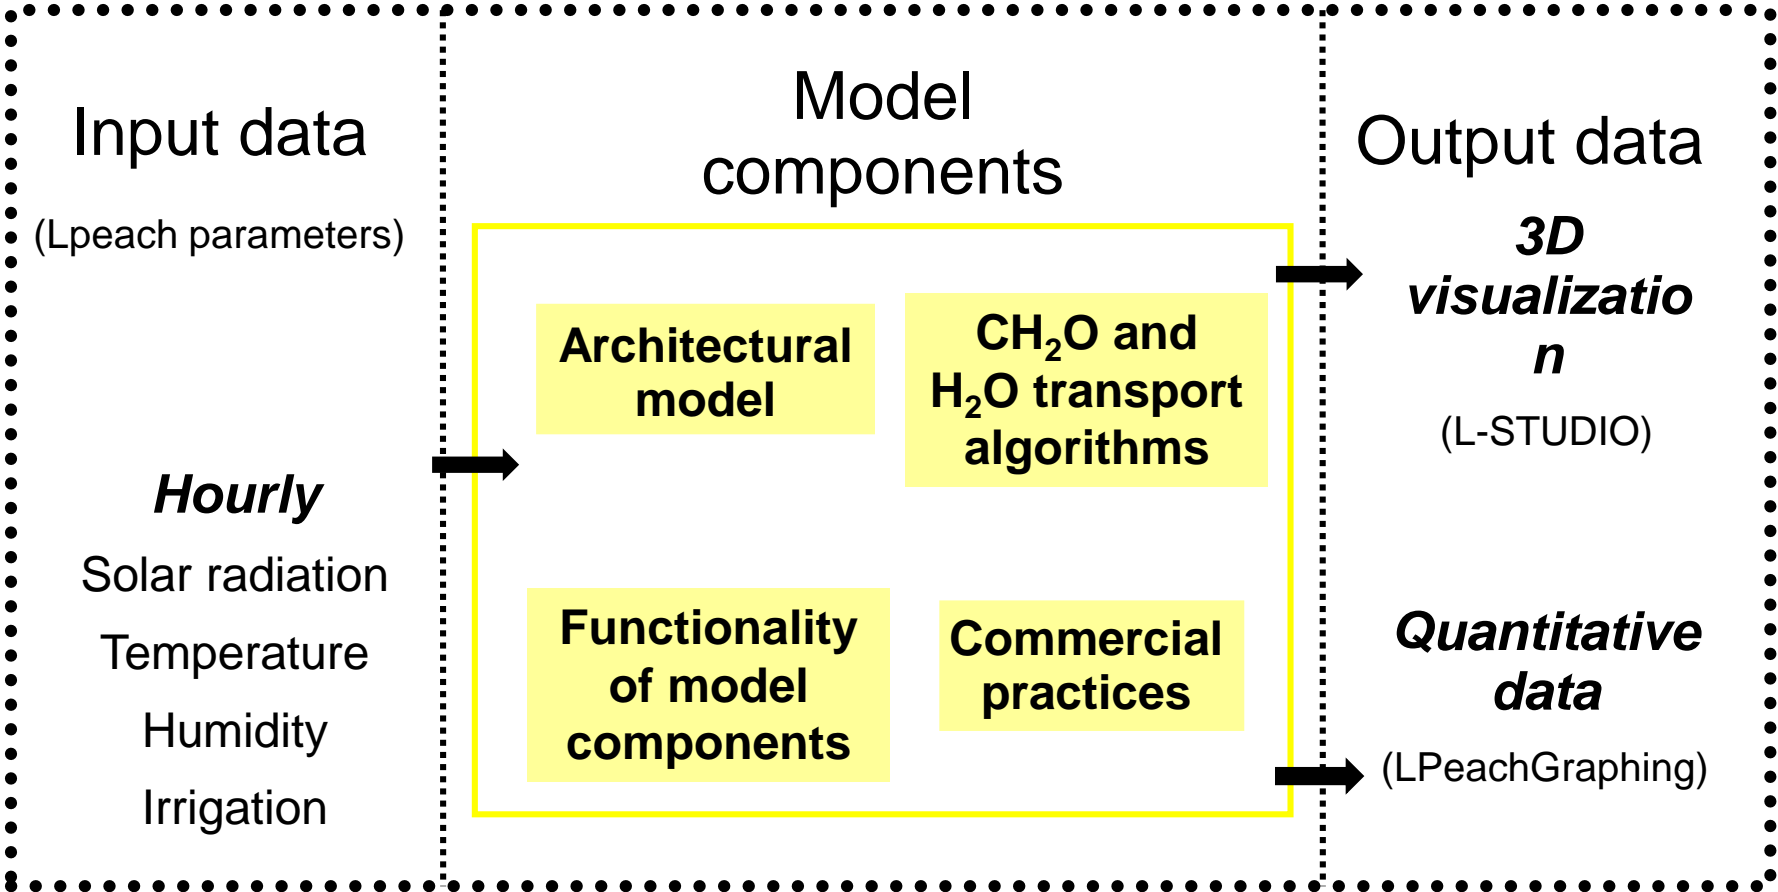 Input data
(Lpeach parameters)
Hourly
Solar radiation
Temperature
Humidity
Irrigation
Model
components
Architectural
model
CH₂O and
H₂O transport
algorithms
Functionality
of model
components
Commercial
practices
Output data
3D
visualizatio
n
(L-STUDIO)
Quantitative
data
(LPeachGraphing)